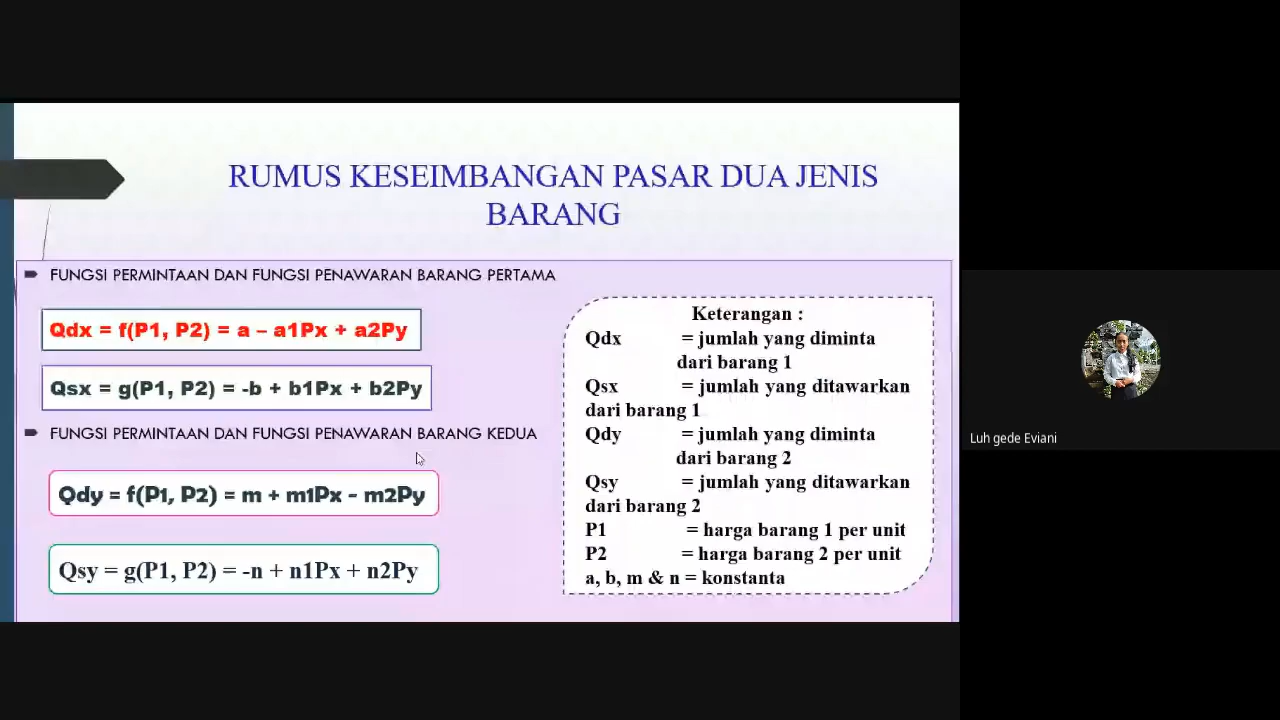 RUMUS KESEIMBANGAN PASAR DUA JENIS
BARANG
FUNGSI PERMINTAAN DAN FUNGSI PENAWARAN BARANG PERTAMA
Qdx = f(P1, P2) = a – a1Px + a2Py
Qsx = g(P1, P2) = -b + b1Px + b2Py
FUNGSI PERMINTAAN DAN FUNGSI PENAWARAN BARANG KEDUA
Qdy = f(P1, P2) = m + m1Px - m2Py
Qsy = g(P1, P2) = -n + n1Px + n2Py
Keterangan :
Qdx = jumlah yang diminta
dari barang 1
Qsx = jumlah yang ditawarkan
dari barang 1
Qdy = jumlah yang diminta
dari barang 2
Qsy = jumlah yang ditawarkan
dari barang 2
P1 = harga barang 1 per unit
P2 = harga barang 2 per unit
a, b, m & n = konstanta
Luh gede Eviani